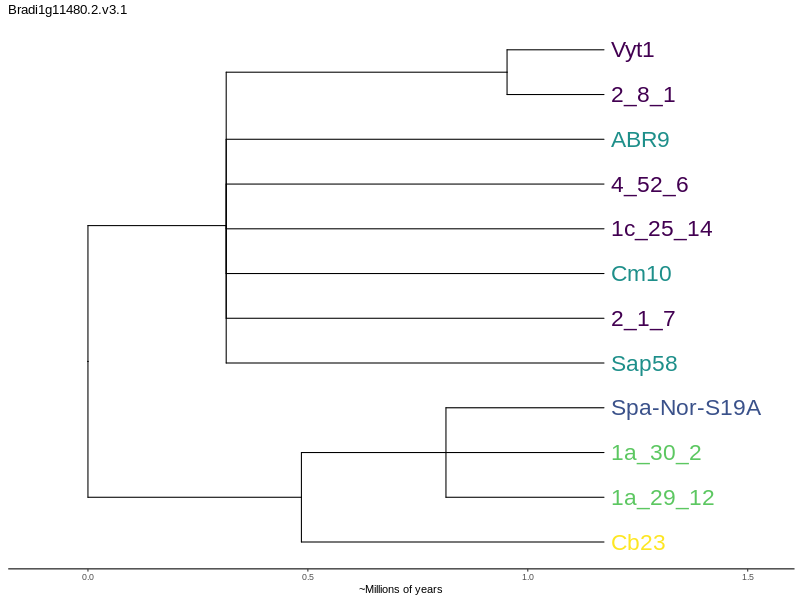 Bradi1g11480.2.v3.1
Vyt1
2_8_1
ABR9
4_52_6
1c_25_14
Cm10
2_1_7
Sap58
Spa-Nor-S19A
1a_30_2
1a_29_12
Cb23
0.0 0.5 1.0 1.5
~Millions of years